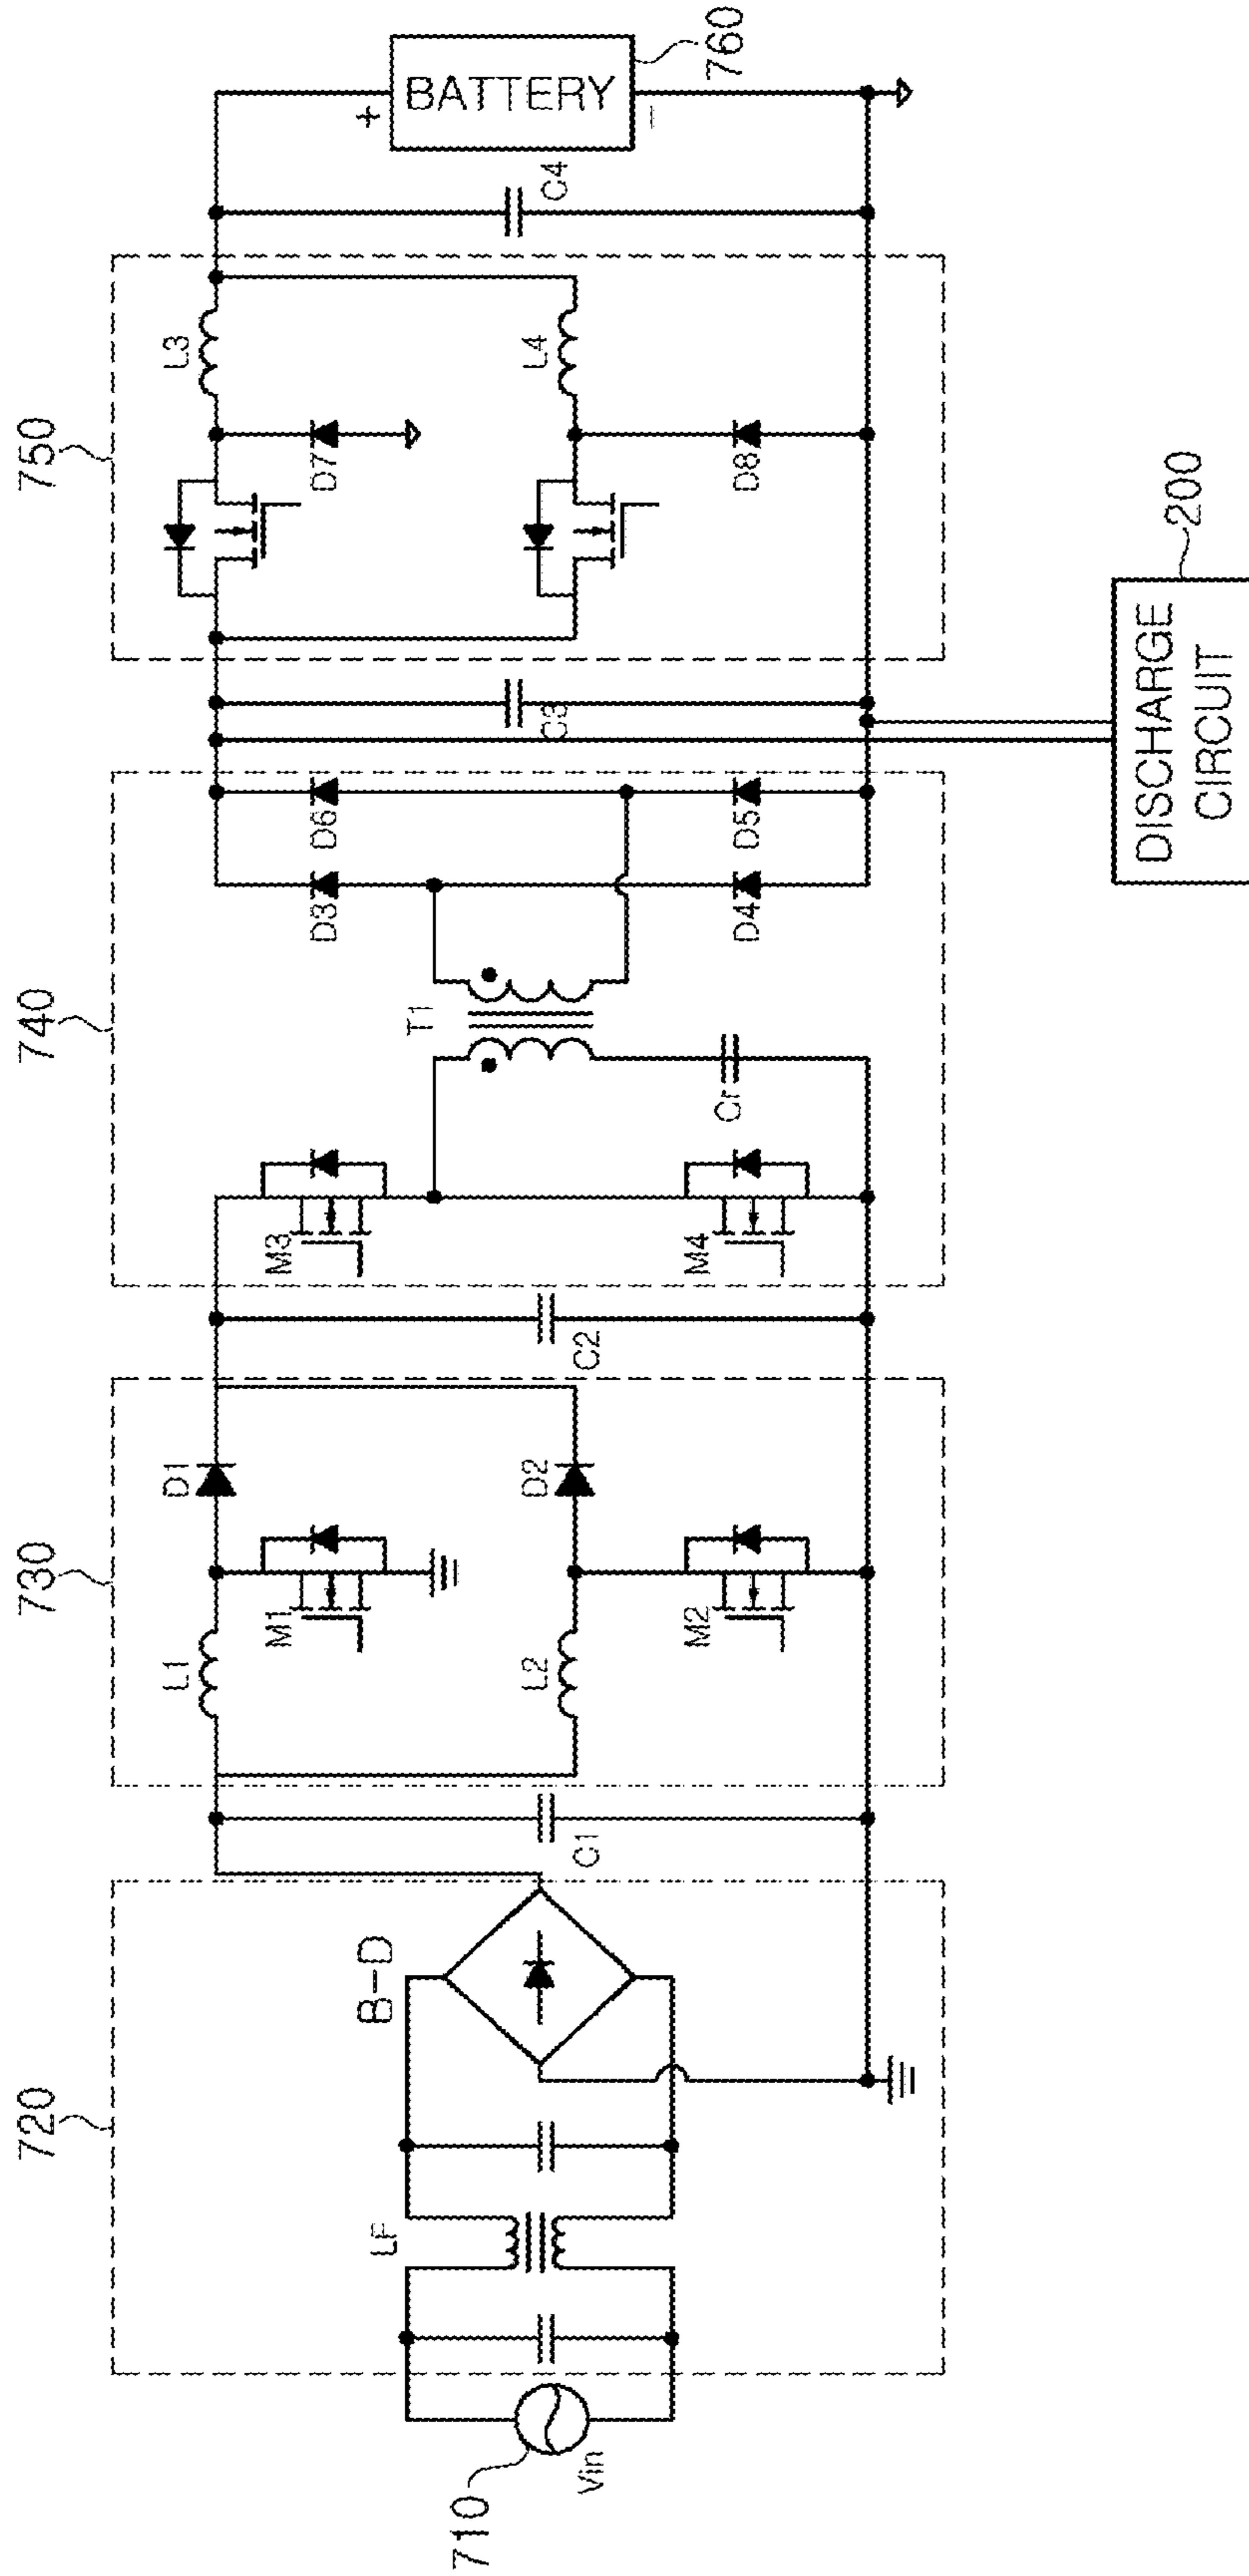 710
Vin
720
LF
B-D
C1
730
L1
M1
D1
L2
M2
D2
C2
740
M3
M4
T1
Cr
D3
D4
D6
D5
C3
DISCHARGE
CIRCUIT
200
750
D7
L3
D8
L4
C4
+
BATTERY
−
760